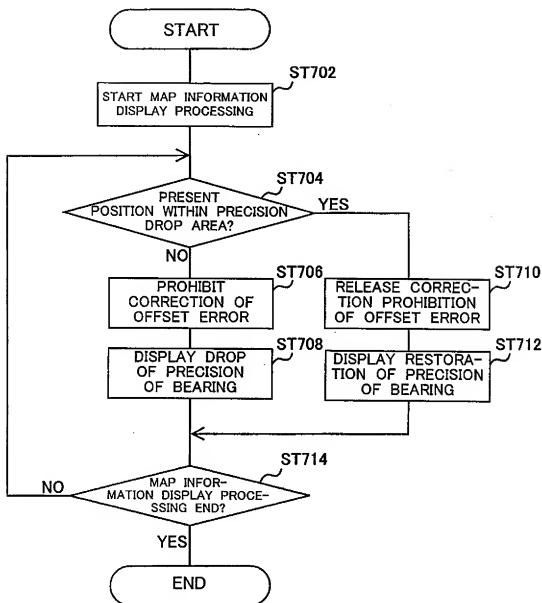 START
ST702
START MAP INFORMATION
DISPLAY PROCESSING
ST704
PRESENT
POSITION WITHIN PRECISION
DROP AREA?
YES
NO
ST706
PROHIBIT
CORRECTION OF
OFFSET ERROR
ST710
RELEASE CORREC-
TION PROHIBITION
OF OFFSET ERROR
ST708
DISPLAY DROP
OF PRECISION
OF BEARING
ST712
DISPLAY RESTORA-
TION OF PRECISION
OF BEARING
ST714
MAP INFOR-
MATION DISPLAY PROCE-
SSING END?
NO
YES
END